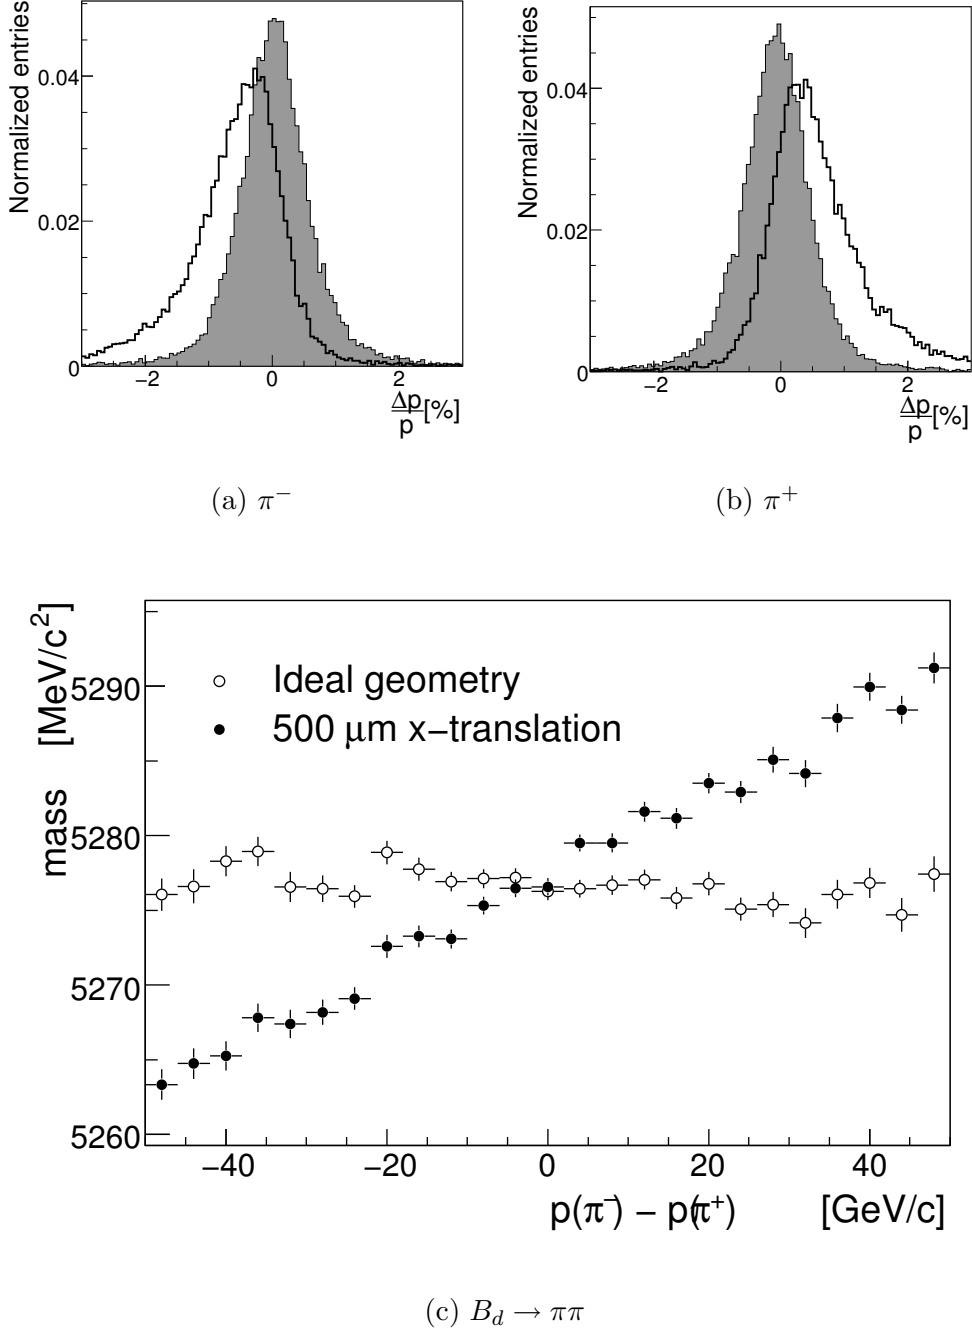 Normalized entries
0.04
0.02
0
−2 0 2
Δp/p [%]
(a) π⁻
Normalized entries
0.04
0.02
0
−2 0 2
Δp/p [%]
(b) π⁺
mass [MeV/c²]
5290
5280
5270
5260
Ideal geometry
500 μm x−translation
−40 −20 0 20 40
p(π⁻) − p(π⁺) [GeV/c]
(c) B_d → ππ